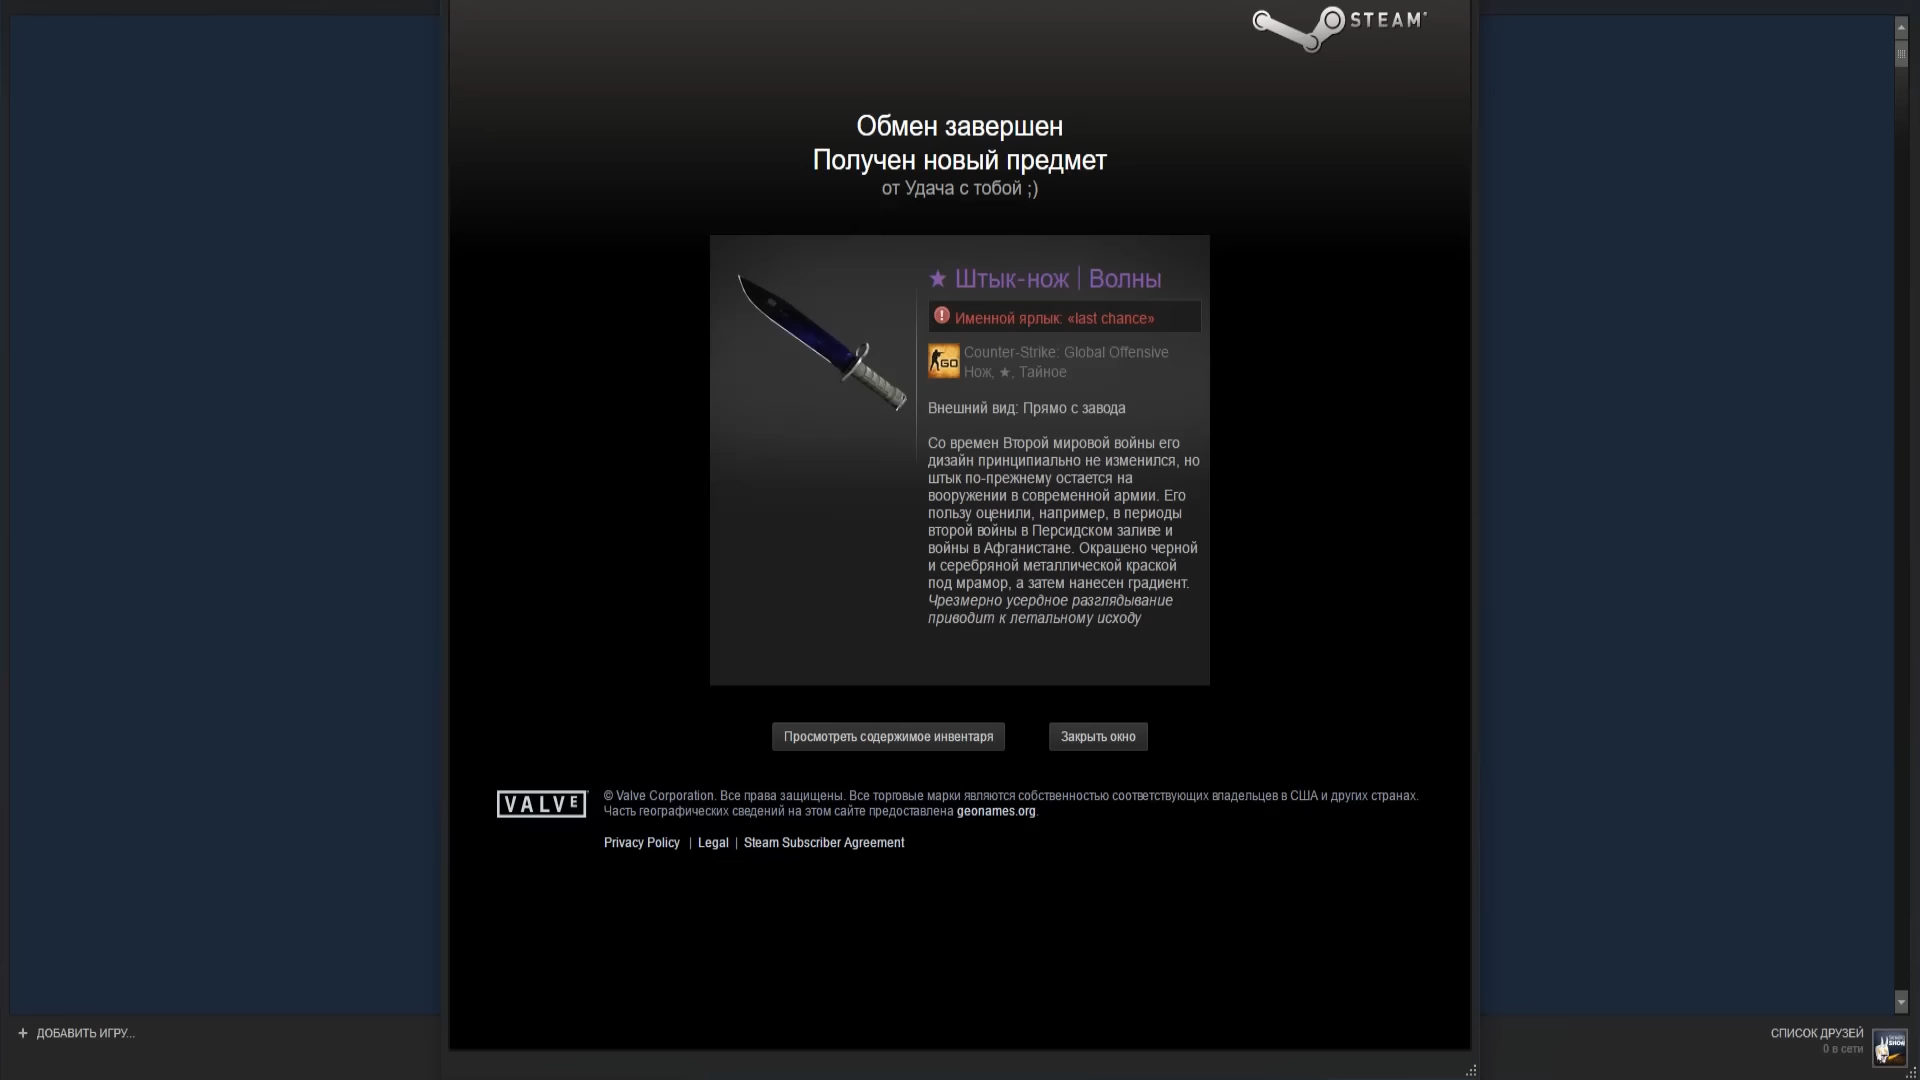 STEAM
Обмен завершен
Получен новый предмет
от Удача с тобой ;)
★ Штык-нож | Волны
Именной ярлык: «last chance»
GO
Counter-Strike: Global Offensive
Нож, ★, Тайное
Внешний вид: Прямо с завода
Со времен Второй мировой войны его
дизайн принципиально не изменился, но
штык по-прежнему остается на
вооружении в современной армии. Его
пользу оценили, например, в периоды
второй войны в Персидском заливе и
войны в Афганистане. Окрашено черной
и серебряной металлической краской
под мрамор, а затем нанесен градиент.
Чрезмерно усердное разглядывание
приводит к летальному исходу
Просмотреть содержимое инвентаря
Закрыть окно
VALVE
© Valve Corporation. Все права защищены. Все торговые марки являются собственностью соответствующих владельцев в США и других странах.
Часть географических сведений на этом сайте предоставлена geonames.org.
Privacy Policy | Legal | Steam Subscriber Agreement
+ ДОБАВИТЬ ИГРУ...
СПИСОК ДРУЗЕЙ
0 в сети